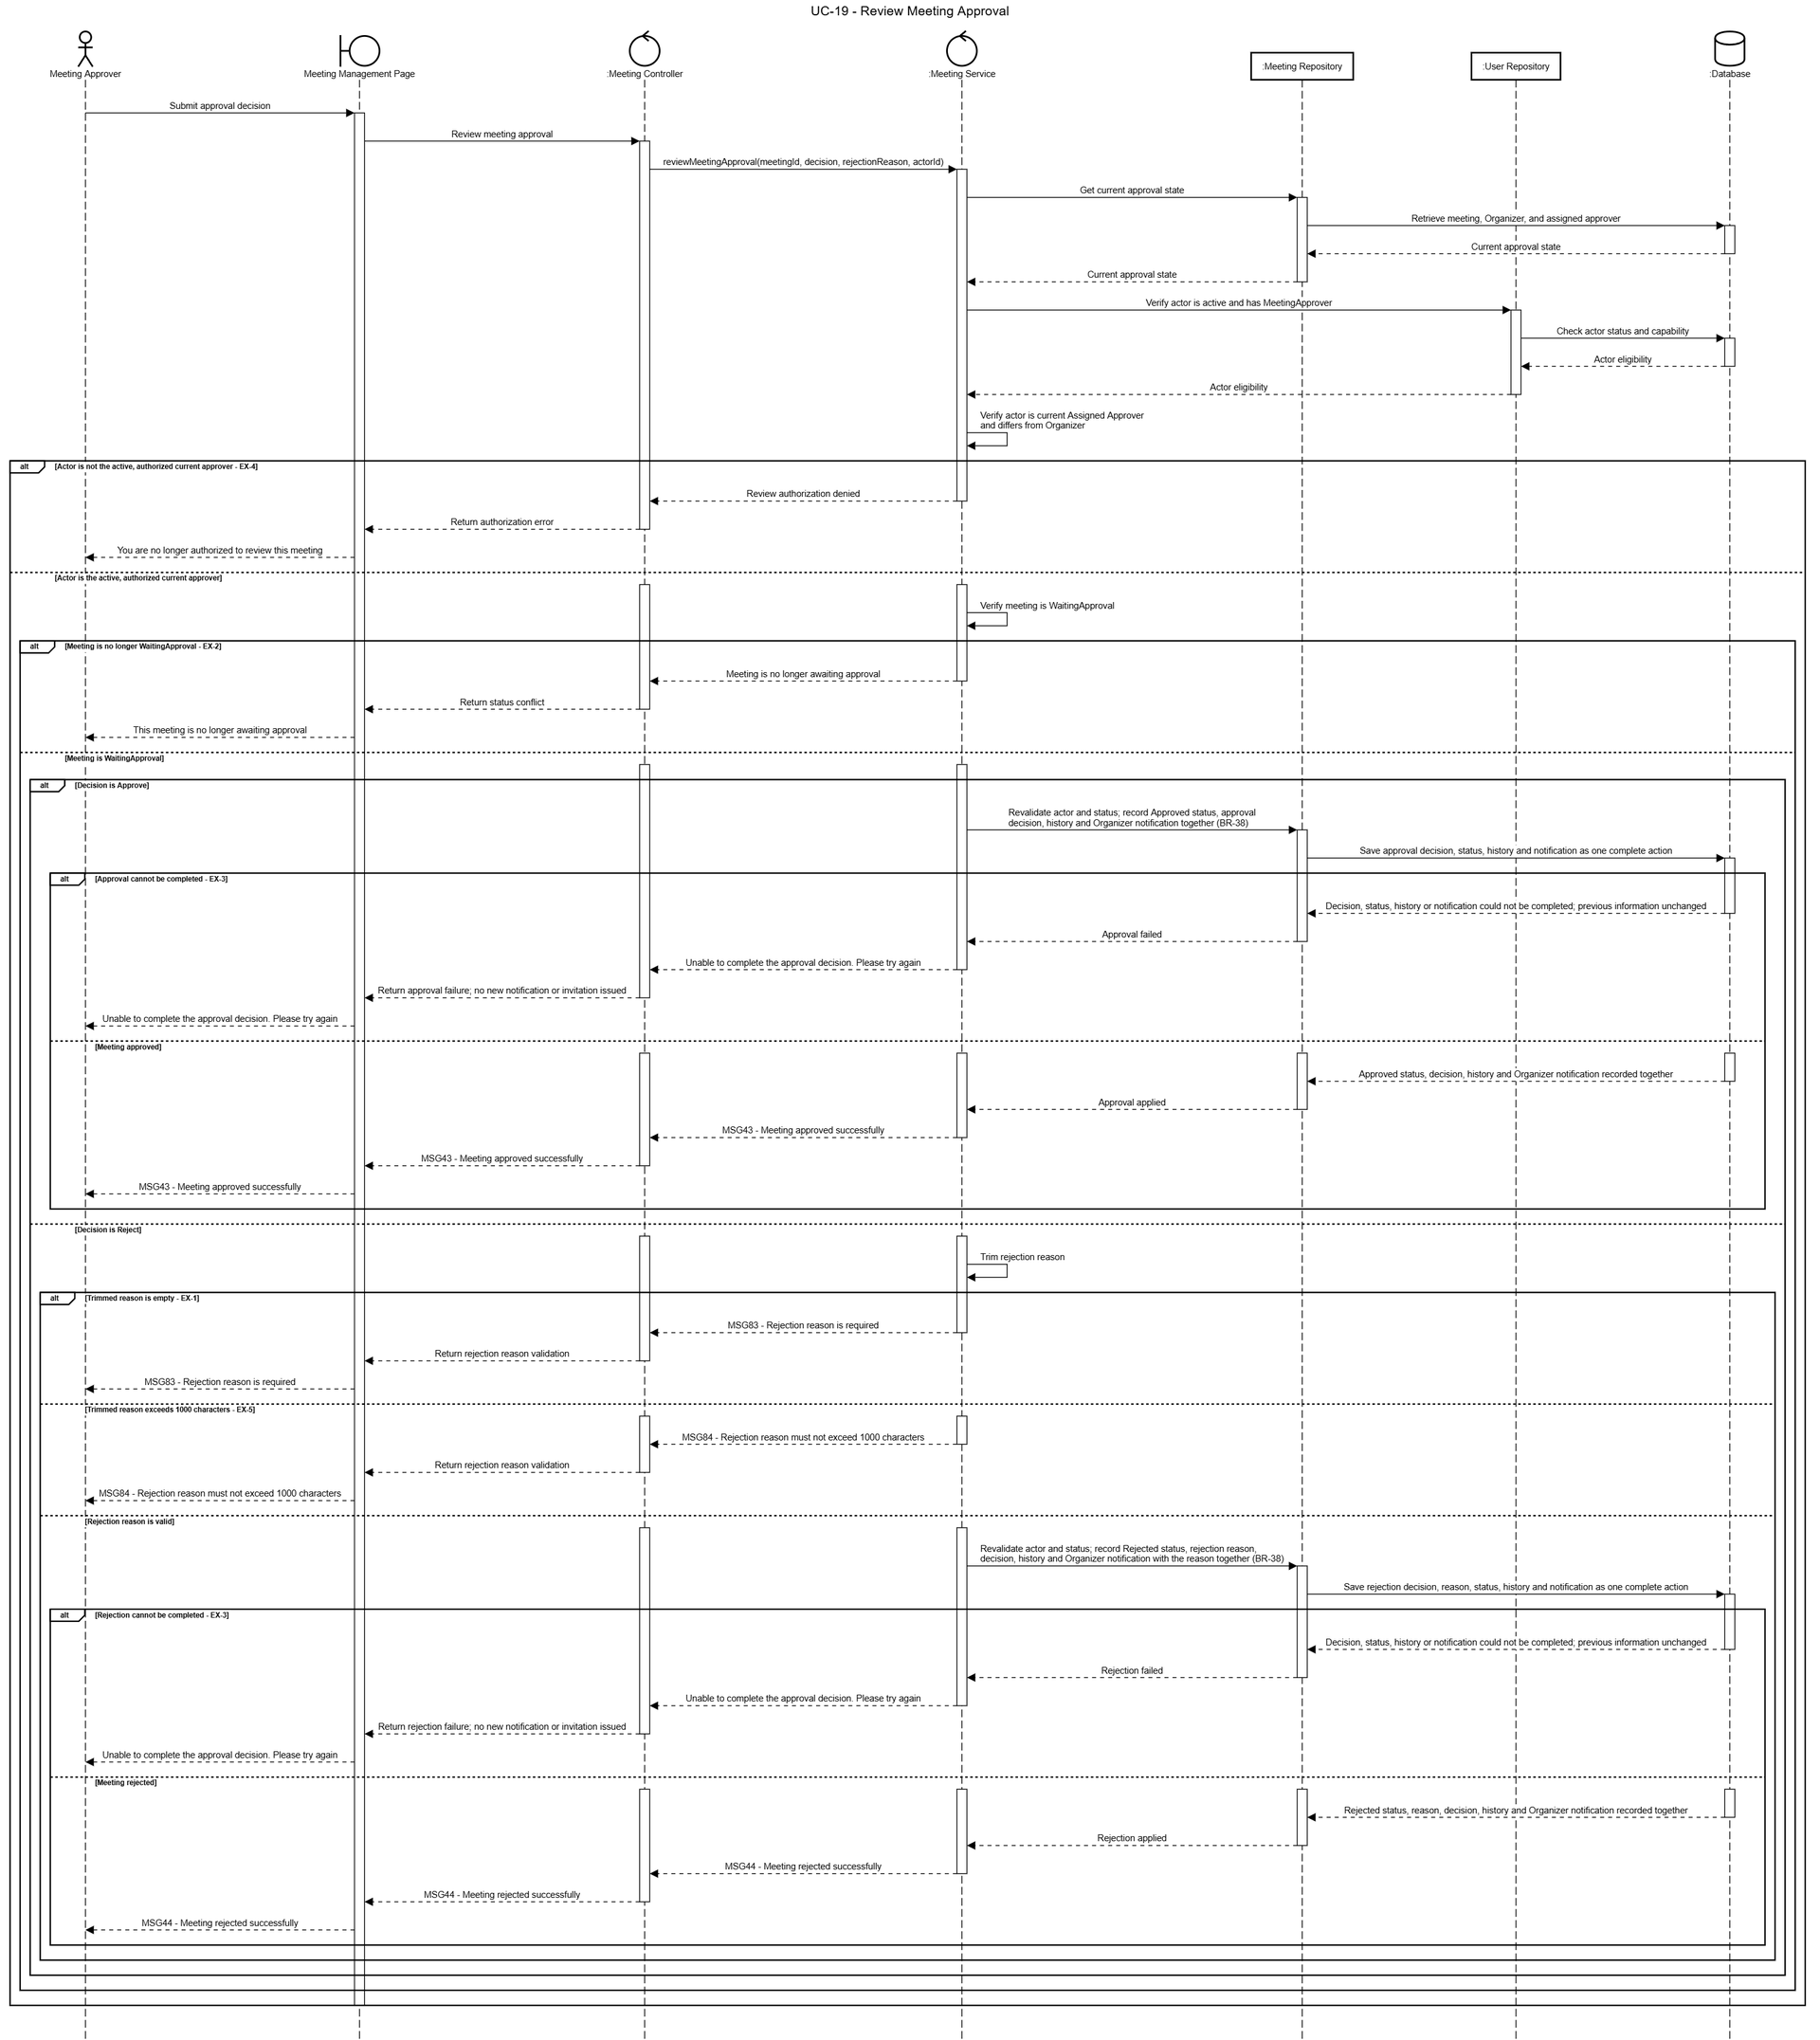 UC-19 - Review Meeting Approval
Meeting Approver
Meeting Management Page
:Meeting Controller
:Meeting Service
:Meeting Repository
:User Repository
:Database
Submit approval decision
Review meeting approval
reviewMeetingApproval(meetingId, decision, rejectionReason, actorId)
Get current approval state
Retrieve meeting, Organizer, and assigned approver
Current approval state
Current approval state
Verify actor is active and has MeetingApprover
Check actor status and capability
Actor eligibility
Actor eligibility
Verify actor is current Assigned Approver
and differs from Organizer
alt [Actor is not the active, authorized current approver - EX-4]
Review authorization denied
Return authorization error
You are no longer authorized to review this meeting
[Actor is the active, authorized current approver]
Verify meeting is WaitingApproval
alt [Meeting is no longer WaitingApproval - EX-2]
Meeting is no longer awaiting approval
Return status conflict
This meeting is no longer awaiting approval
[Meeting is WaitingApproval]
alt [Decision is Approve]
Revalidate actor and status; record Approved status, approval
decision, history and Organizer notification together (BR-38)
Save approval decision, status, history and notification as one complete action
alt [Approval cannot be completed - EX-3]
Decision, status, history or notification could not be completed; previous information unchanged
Approval failed
Unable to complete the approval decision. Please try again
Return approval failure; no new notification or invitation issued
Unable to complete the approval decision. Please try again
[Meeting approved]
Approved status, decision, history and Organizer notification recorded together
Approval applied
MSG43 - Meeting approved successfully
MSG43 - Meeting approved successfully
MSG43 - Meeting approved successfully
[Decision is Reject]
Trim rejection reason
alt [Trimmed reason is empty - EX-1]
MSG83 - Rejection reason is required
Return rejection reason validation
MSG83 - Rejection reason is required
[Trimmed reason exceeds 1000 characters - EX-5]
MSG84 - Rejection reason must not exceed 1000 characters
Return rejection reason validation
MSG84 - Rejection reason must not exceed 1000 characters
[Rejection reason is valid]
Revalidate actor and status; record Rejected status, rejection reason,
decision, history and Organizer notification with the reason together (BR-38)
Save rejection decision, reason, status, history and notification as one complete action
alt [Rejection cannot be completed - EX-3]
Decision, status, history or notification could not be completed; previous information unchanged
Rejection failed
Unable to complete the approval decision. Please try again
Return rejection failure; no new notification or invitation issued
Unable to complete the approval decision. Please try again
[Meeting rejected]
Rejected status, reason, decision, history and Organizer notification recorded together
Rejection applied
MSG44 - Meeting rejected successfully
MSG44 - Meeting rejected successfully
MSG44 - Meeting rejected successfully